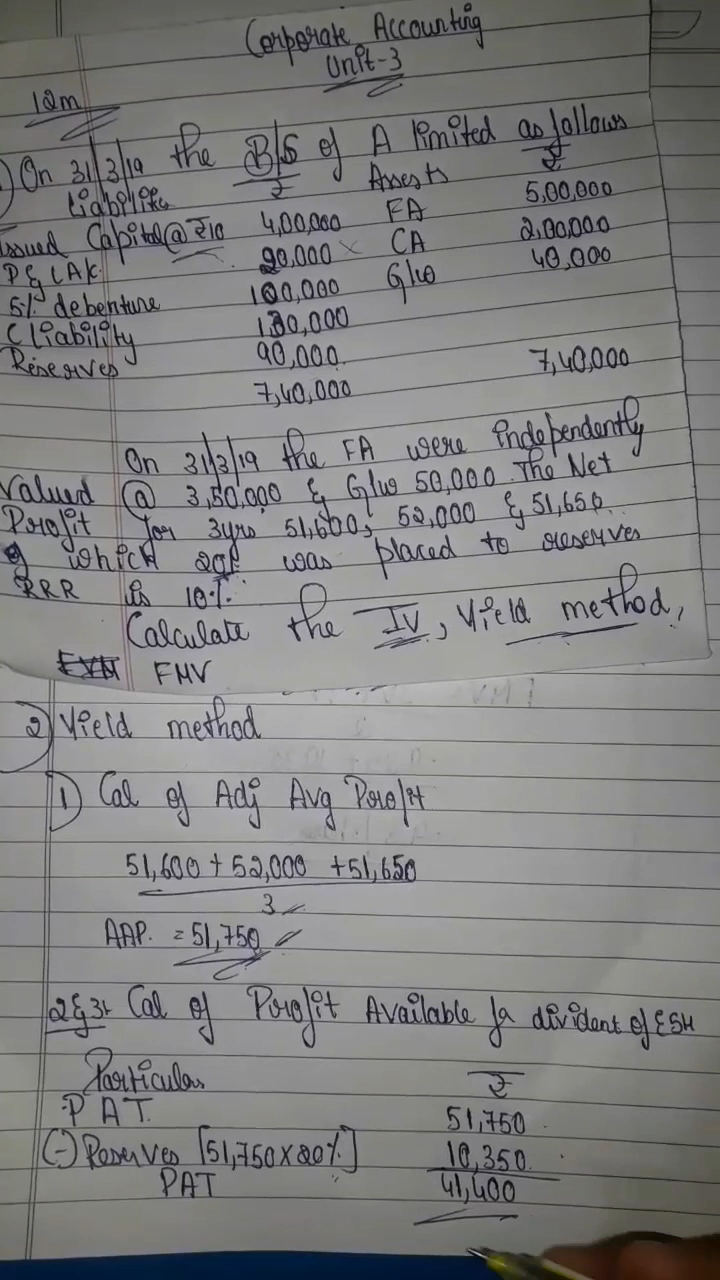 Corporate Accounting
Unit-3
12m
On 31/3/19 the B/S of A limited as follows
Liability ₹ Assests ₹
Issued Capital @ ₹10 4,00,000 FA 5,00,000
P & L A/c 20,000 CA 2,00,000
5% debenture 100,000 G/w 40,000
C Liability 130,000
Reserves 90,000
7,40,000 7,40,000
On 31/3/19 the FA were independently
Valued @ 3,50,000 & G/w 50,000. The Net
Profit for 3yrs 51,600, 52,000 & 51,650
of which 20% was placed to reserves
RRR is 10%.
Calculate the IV, Yield method,
FMV
2) Yield method
1) Cal of Adj Avg Profit
51,600 + 52,000 + 51,650
3
AAP. = 51,750
2 & 3. Cal of Profit Available for divident of ESH
Particulars ₹
PAT 51,750
(-) Reserves [51,750 x 20%] 10,350
PAT 41,400